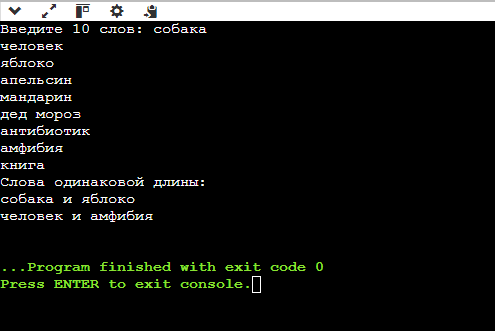 Введите 10 слов: собака
человек
яблоко
апельсин
мандарин
дед мороз
антибиотик
амфибия
книга
Слова одинаковой длины:
собака и яблоко
человек и амфибия
...Program finished with exit code 0
Press ENTER to exit console.